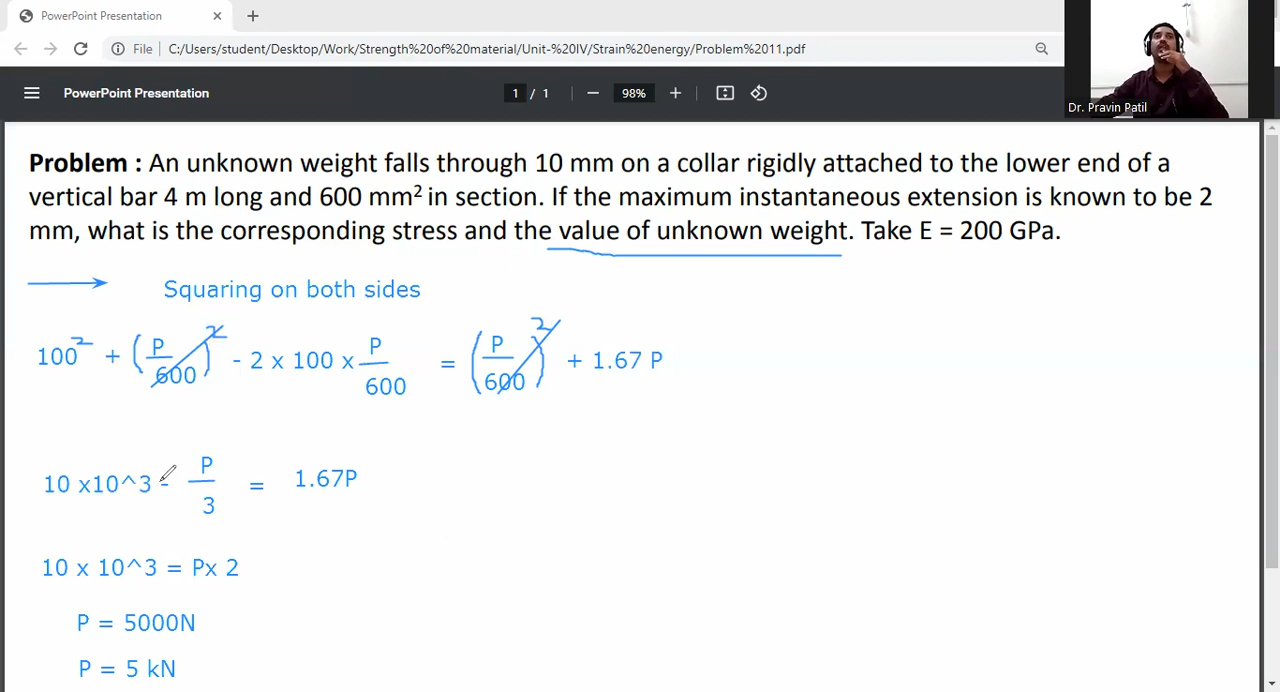 PowerPoint Presentation
File
C:/Users/student/Desktop/Work/Strength%20of%20material/Unit-%20IV/Strain%20energy/Problem%2011.pdf
PowerPoint Presentation
1 / 1
98%
Dr. Pravin Patil
Problem : An unknown weight falls through 10 mm on a collar rigidly attached to the lower end of a
vertical bar 4 m long and 600 mm² in section. If the maximum instantaneous extension is known to be 2
mm, what is the corresponding stress and the value of unknown weight. Take E = 200 GPa.
Squaring on both sides
100² + (P/600)² - 2 x 100 x P/600 = (P/600)² + 1.67 P
10 x10^3 - P/3 = 1.67P
10 x 10^3 = Px 2
P = 5000N
P = 5 kN